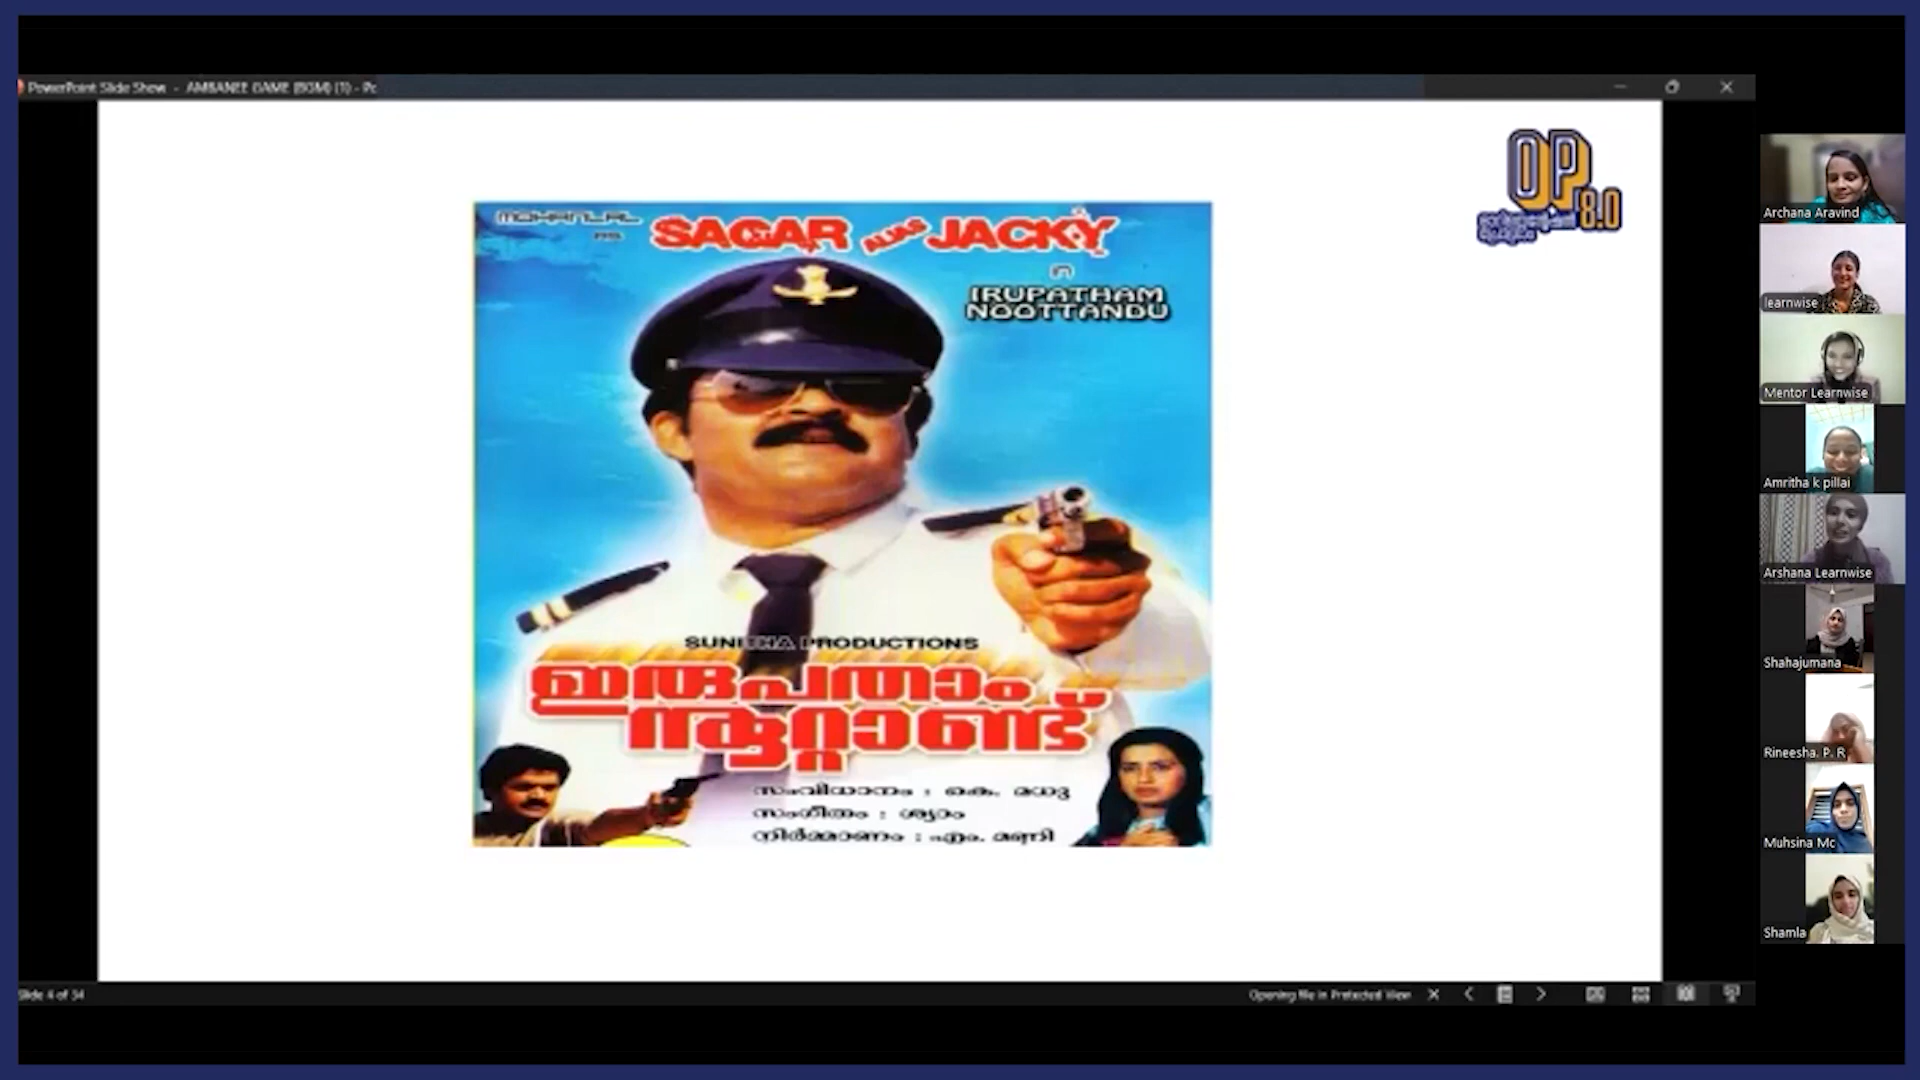 PowerPoint Slide Show - AMBANEE GAME (BGM) (1) - Pc
OP
8.0
MOHANLAL
AS
SAGAR ALIAS JACKY
in
IRUPATHAM
NOOTTANDU
SUNITHA PRODUCTIONS
ഇരുപതാം
നൂറ്റാണ്ട്
സംവിധാനം : കെ. മധു
സംഗീതം : ശ്യാം
നിർമ്മാണം : എം. മണി
Archana Aravind
learnwise
Mentor Learnwise
Amritha k pillai
Arshana Learnwise
Shahajumana
Rineesha. P. R
Muhsina Mc
Shamla
Slide 4 of 34
Opening file in Protected View